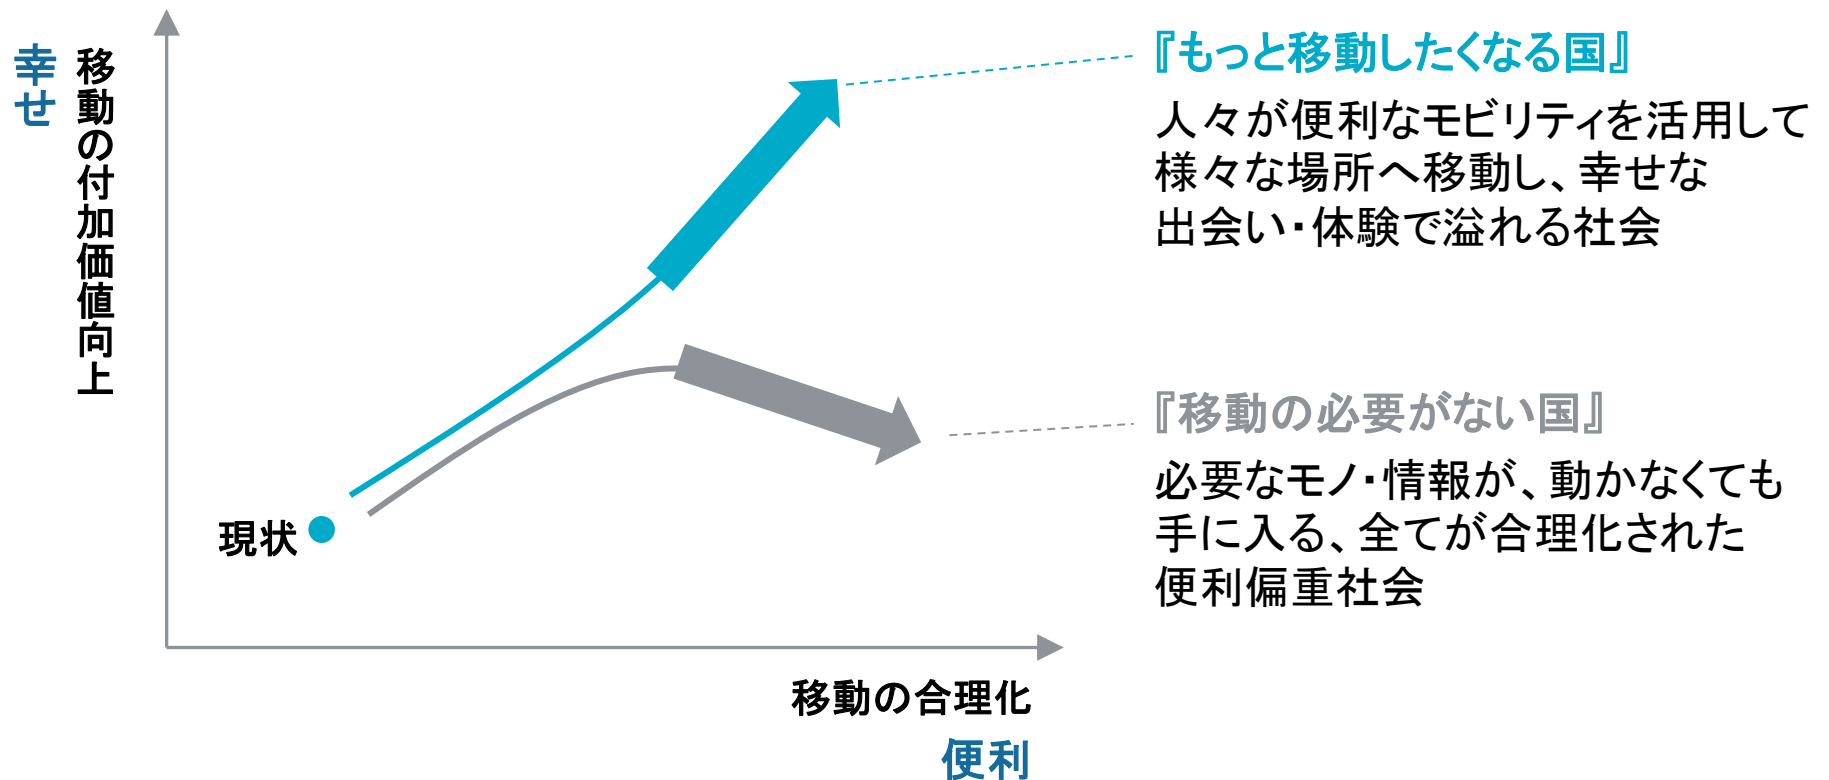 幸せ
移動の付加価値向上
『もっと移動したくなる国』
人々が便利なモビリティを活用して
様々な場所へ移動し、幸せな
出会い・体験で溢れる社会
『移動の必要がない国』
必要なモノ・情報が、動かなくても
手に入る、全てが合理化された
便利偏重社会
現状
移動の合理化
便利